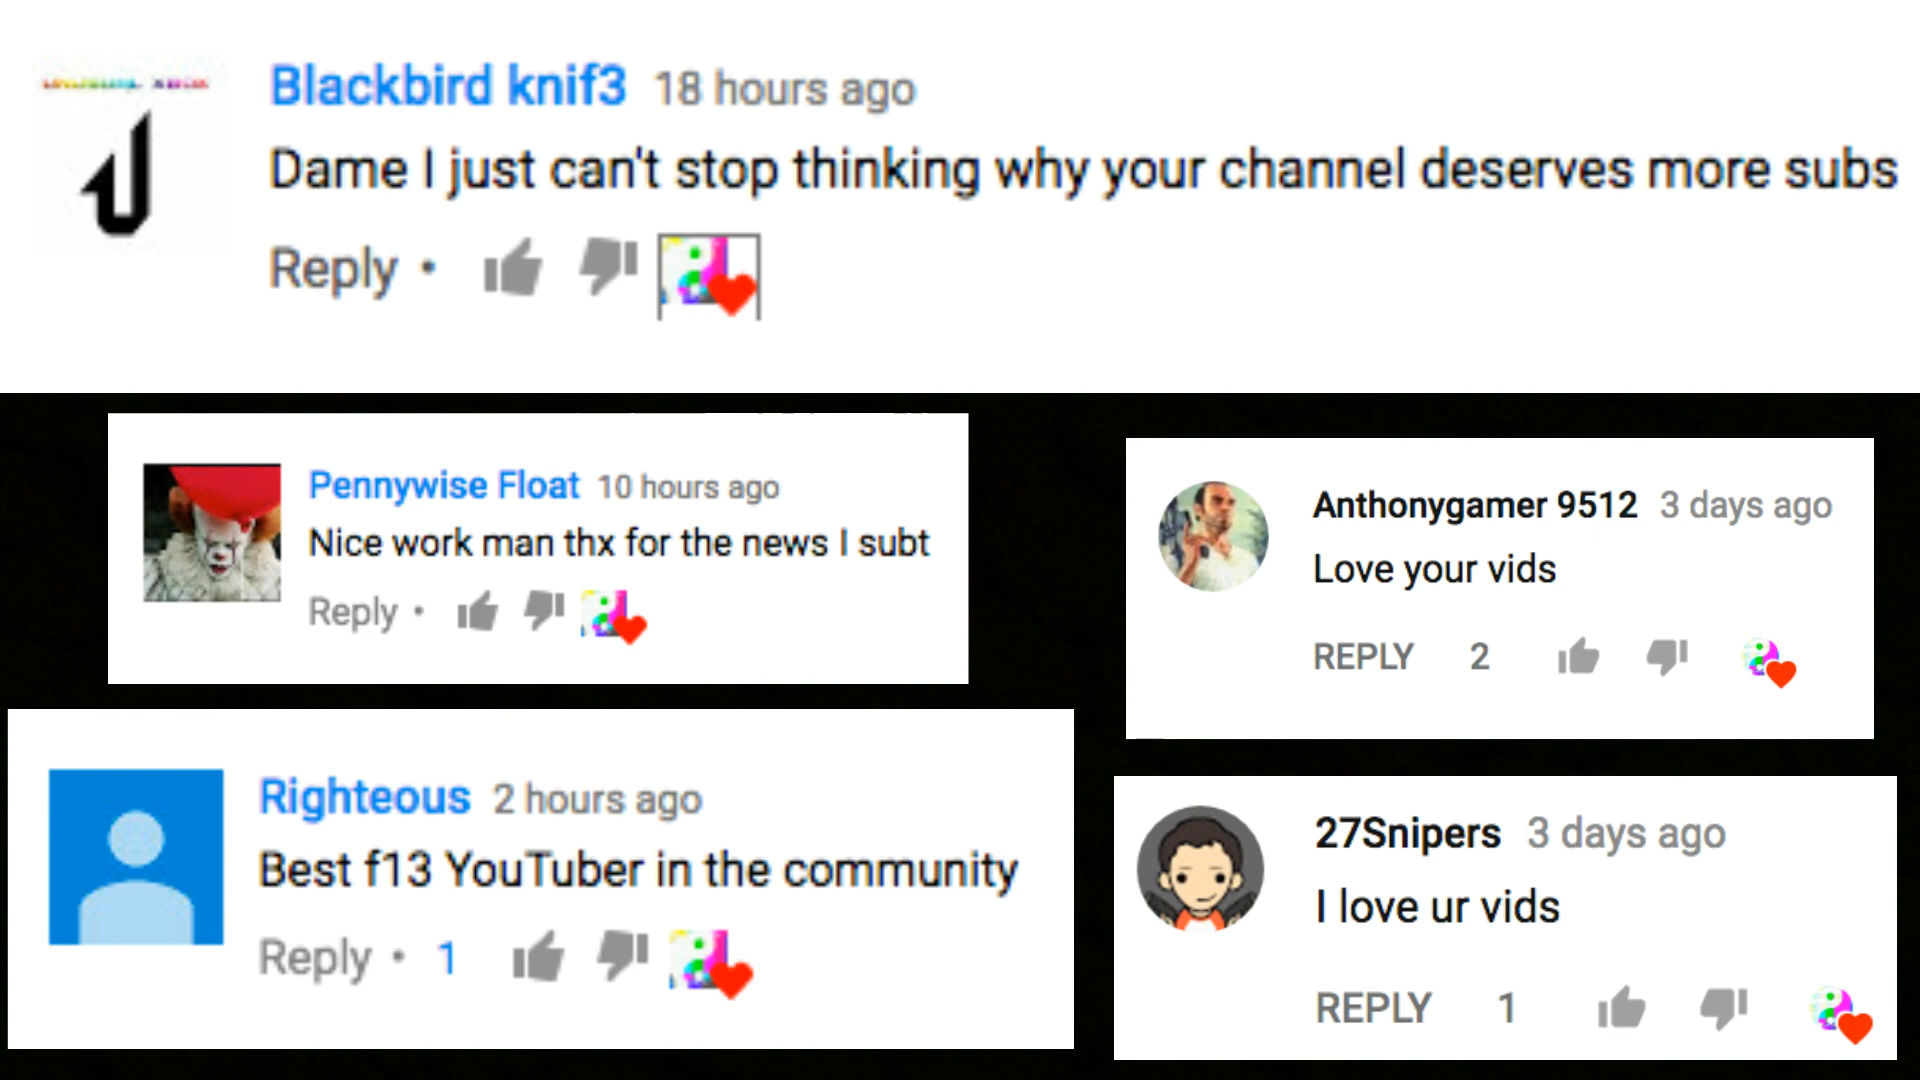 Blackbird knif3 18 hours ago
Dame I just can't stop thinking why your channel deserves more subs
Reply •
Pennywise Float 10 hours ago
Nice work man thx for the news I subt
Reply •
Anthonygamer 9512 3 days ago
Love your vids
REPLY 2
Righteous 2 hours ago
Best f13 YouTuber in the community
Reply • 1
27Snipers 3 days ago
I love ur vids
REPLY 1